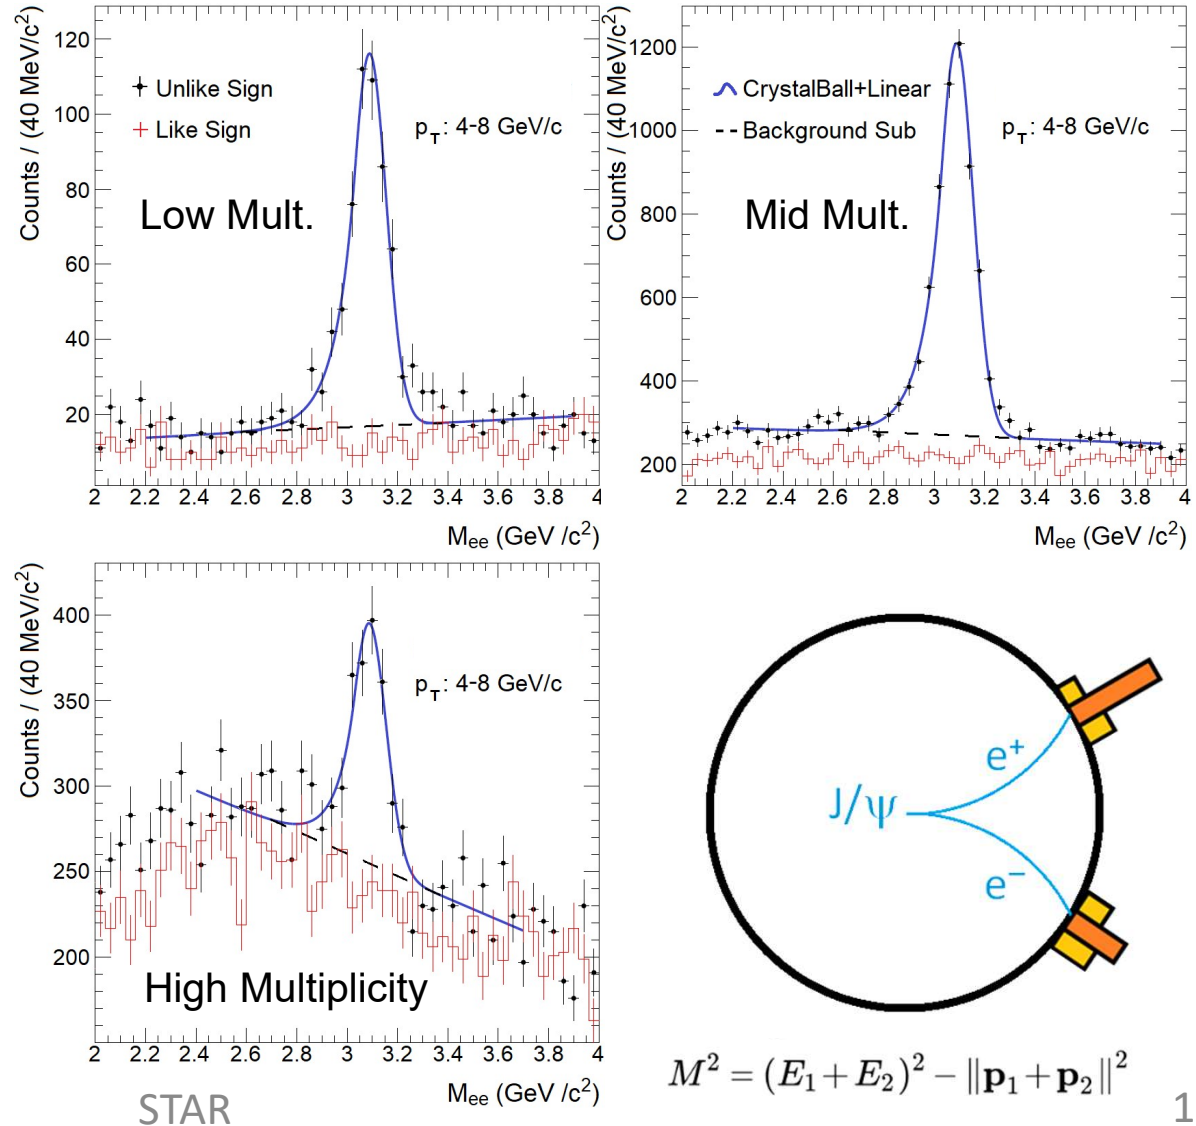 Counts / (40 MeV/c²)
120
100
80
60
40
20
Unlike Sign
Like Sign
p_T: 4-8 GeV/c
Low Mult.
2 2.2 2.4 2.6 2.8 3 3.2 3.4 3.6 3.8 4
M_ee (GeV /c²)
Counts / (40 MeV/c²)
1200
1000
800
600
400
200
CrystalBall+Linear
Background Sub
p_T: 4-8 GeV/c
Mid Mult.
2 2.2 2.4 2.6 2.8 3 3.2 3.4 3.6 3.8 4
M_ee (GeV /c²)
Counts / (40 MeV/c²)
400
350
300
250
200
p_T: 4-8 GeV/c
High Multiplicity
2 2.2 2.4 2.6 2.8 3 3.2 3.4 3.6 3.8 4
M_ee (GeV /c²)
e⁺
J/ψ
e⁻
M² = (E₁ + E₂)² − ‖p₁ + p₂‖²
STAR
1